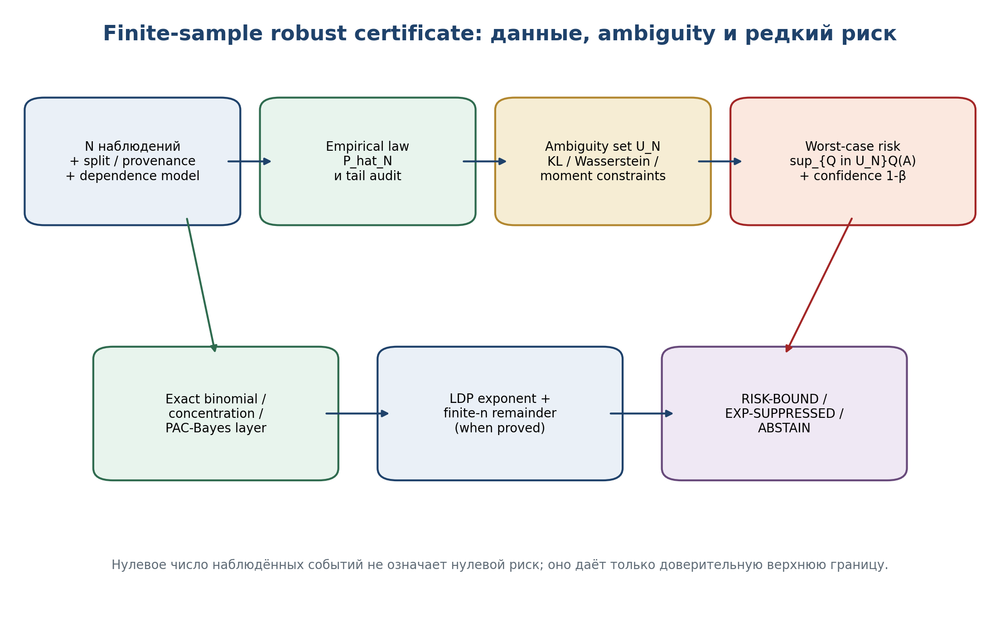 Finite-sample robust certificate: данные, ambiguity и редкий риск
N наблюдений
+ split / provenance
+ dependence model
Empirical law
P_hat_N
и tail audit
Ambiguity set U_N
KL / Wasserstein /
moment constraints
Worst-case risk
sup_{Q in U_N}Q(A)
+ confidence 1-β
Exact binomial /
concentration /
PAC-Bayes layer
LDP exponent +
finite-n remainder
(when proved)
RISK-BOUND /
EXP-SUPPRESSED /
ABSTAIN
Нулевое число наблюдённых событий не означает нулевой риск; оно даёт только доверительную верхнюю границу.